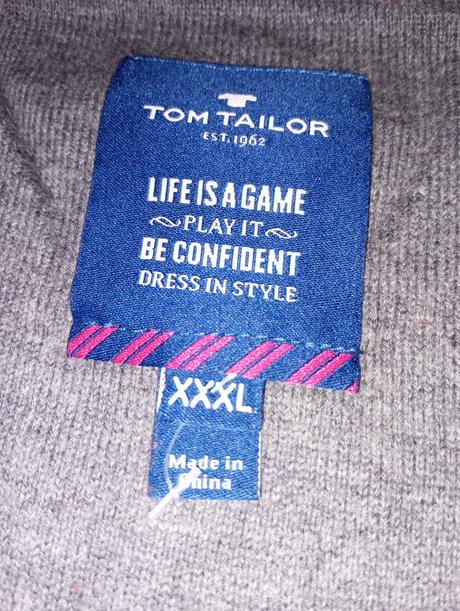 TOM TAILOR
EST. 1962
LIFE IS A GAME
PLAY IT
BE CONFIDENT
DRESS IN STYLE
XXXL
Made in
China